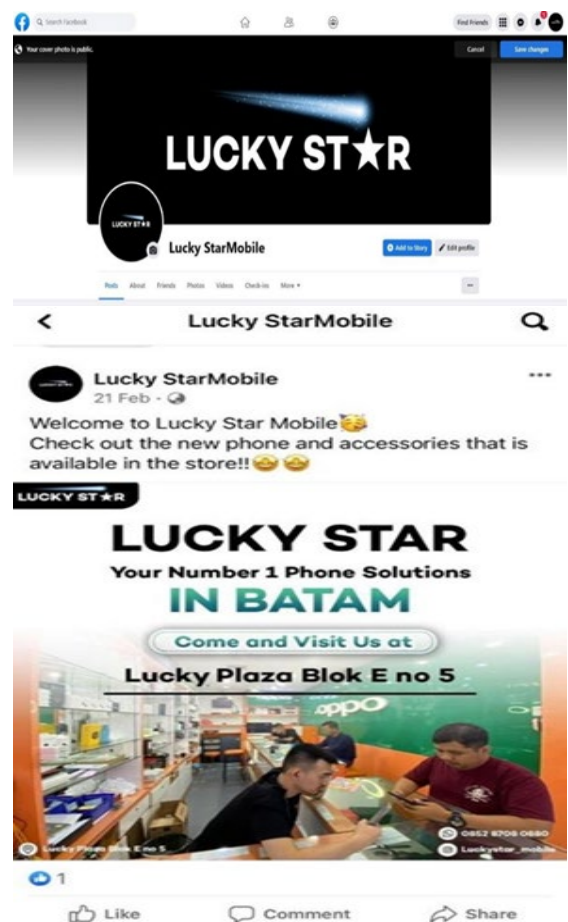 Search Facebook
Find Friends
Your cover photo is public.
Cancel
Save changes
LUCKY ST★R
LUCKY ST★R
Lucky StarMobile
Add to Story
Edit profile
Posts About Friends Photos Videos Check-ins More
Lucky StarMobile
Lucky StarMobile
21 Feb
Welcome to Lucky Star Mobile🥳
Check out the new phone and accessories that is
available in the store!!🤩🤩
LUCKY ST★R
LUCKY STAR
Your Number 1 Phone Solutions
IN BATAM
Come and Visit Us at
Lucky Plaza Blok E no 5
oppo
0852 8708 0880
Lucky Plaza Blok E no 5
Luckystar_mobile
1
Like
Comment
Share